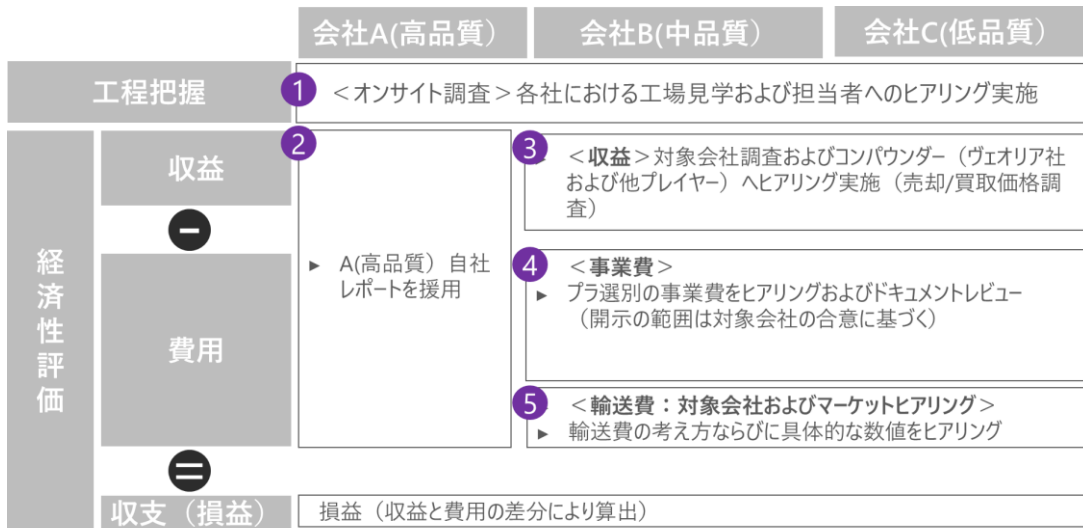 会社A(高品質）
会社B(中品質）
会社C(低品質）
工程把握
1
＜オンサイト調査＞各社における工場見学および担当者へのヒアリング実施
経済性評価
収益
2
► A(高品質）自社
レポートを援用
3
＜収益＞対象会社調査およびコンパウンダー（ヴェオリア社
および他プレイヤー）へヒアリング実施（売却/買取価格調
査）
費用
4
＜事業費＞
► プラ選別の事業費をヒアリングおよびドキュメントレビュー
（開示の範囲は対象会社の合意に基づく）
5
＜輸送費：対象会社およびマーケットヒアリング＞
► 輸送費の考え方ならびに具体的な数値をヒアリング
収支（損益）
損益（収益と費用の差分により算出）